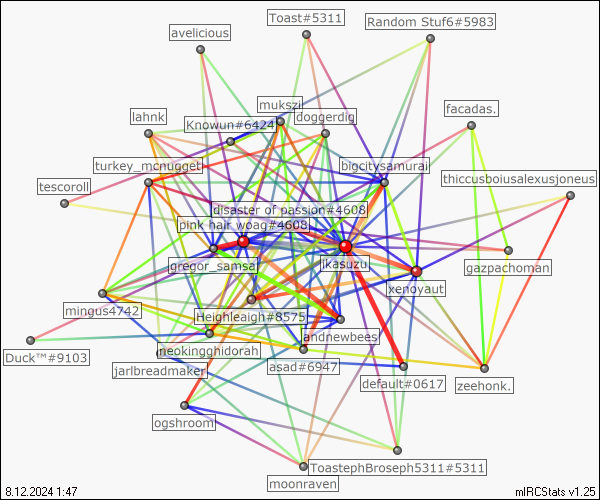 Toast#5311
Random Stuf6#5983
avelicious
mukszil
lahnk
Knowun#6424
doggerdig
facadas.
turkey_mcnugget
bigcitysamurai
tescoroll
thiccusboiusalexusjoneus
disaster of passion#4608
pink hair woag#4608
gregor_samsa
jikasuzu
gazpachoman
xenoyaut
mingus4742
Heighleaigh#8575
andnewbees
Duck™#9103
neokingghidorah
jarlbreadmaker
asad#6947
default#0617
zeehonk.
ogshroom
ToastephBroseph5311#5311
moonraven
8.12.2024 1:47
mIRCStats v1.25